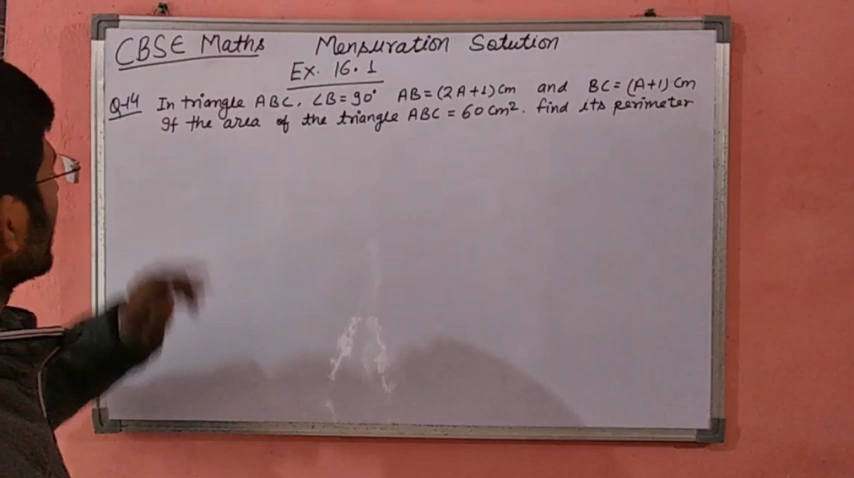 CBSE Maths Mensuration Solution
Ex. 16.1
Q-14 In triangle ABC, ∠B=90° AB=(2A+1)cm and BC=(A+1)cm
If the area of the triangle ABC = 60 cm². find its perimeter